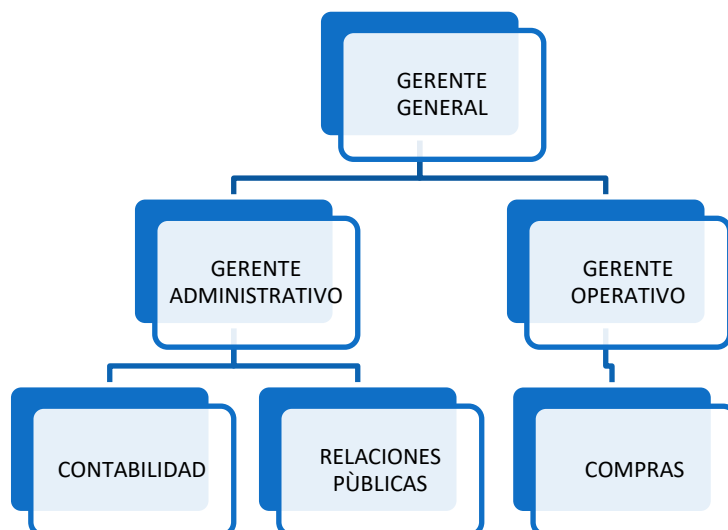 GERENTE
GENERAL
GERENTE
ADMINISTRATIVO
GERENTE
OPERATIVO
CONTABILIDAD
RELACIONES
PÙBLICAS
COMPRAS